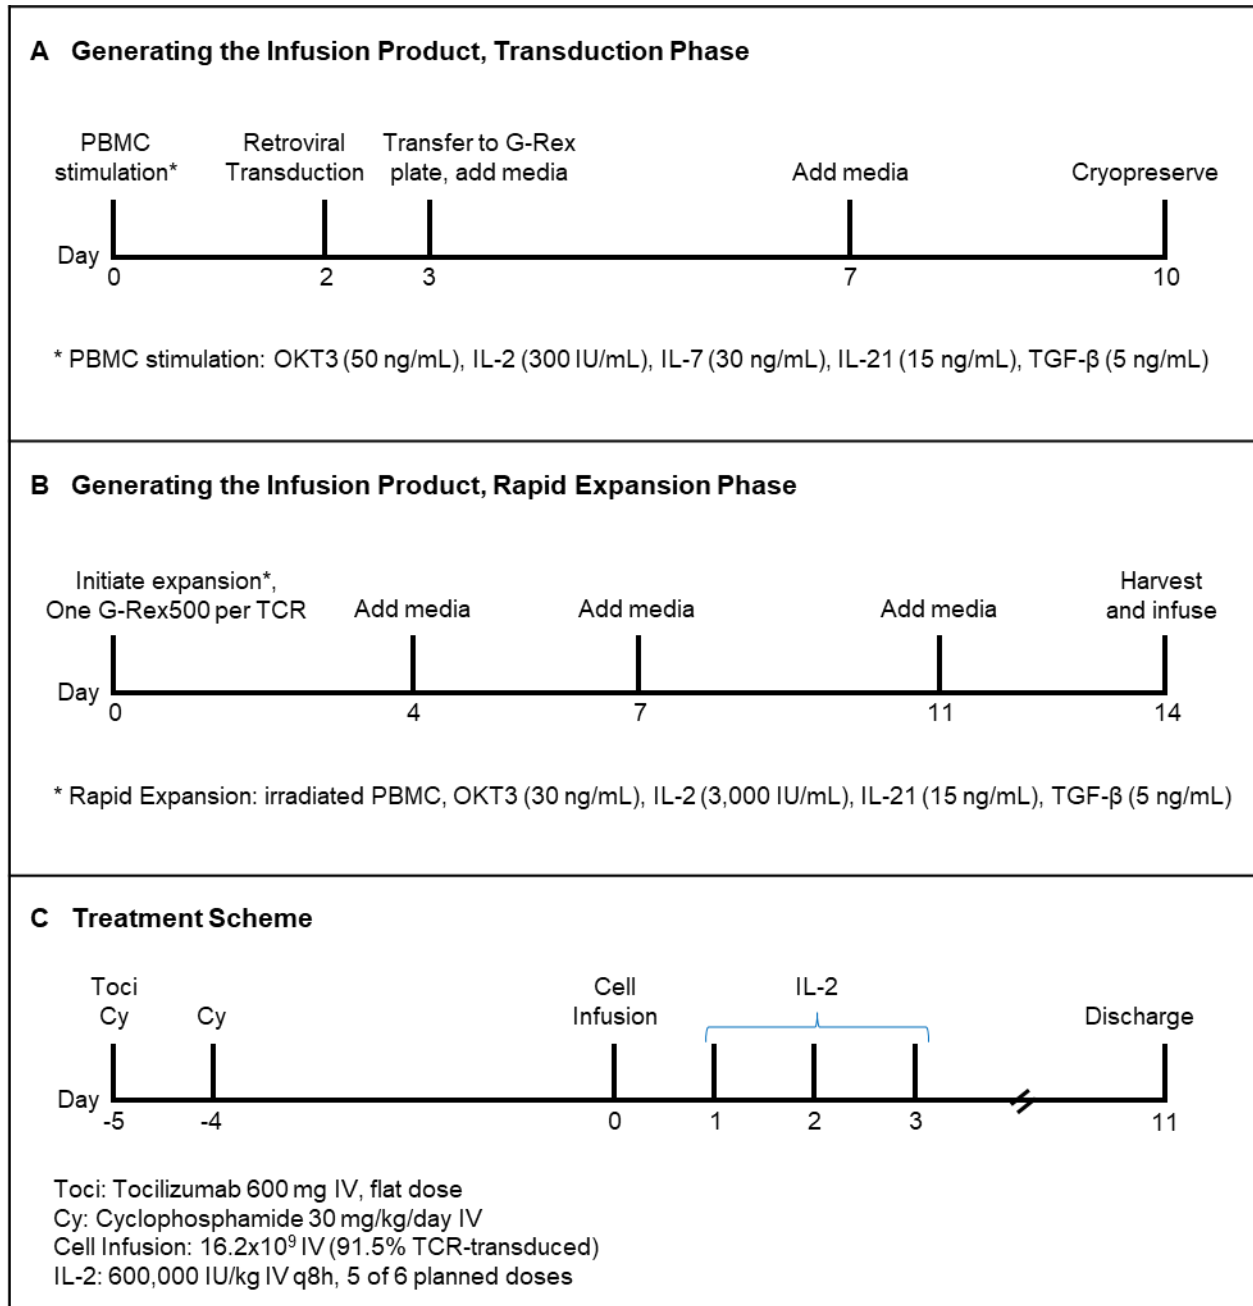 A Generating the Infusion Product, Transduction Phase
PBMC
stimulation*
Retroviral
Transduction
Transfer to G-Rex
plate, add media
Add media
Cryopreserve
Day
0 2 3 7 10
* PBMC stimulation: OKT3 (50 ng/mL), IL-2 (300 IU/mL), IL-7 (30 ng/mL), IL-21 (15 ng/mL), TGF-β (5 ng/mL)
B Generating the Infusion Product, Rapid Expansion Phase
Initiate expansion*,
One G-Rex500 per TCR
Add media
Add media
Add media
Harvest
and infuse
Day
0 4 7 11 14
* Rapid Expansion: irradiated PBMC, OKT3 (30 ng/mL), IL-2 (3,000 IU/mL), IL-21 (15 ng/mL), TGF-β (5 ng/mL)
C Treatment Scheme
Toci
Cy
Cy
Cell
Infusion
IL-2
Discharge
Day
-5 -4 0 1 2 3 11
Toci: Tocilizumab 600 mg IV, flat dose
Cy: Cyclophosphamide 30 mg/kg/day IV
Cell Infusion: 16.2x10⁹ IV (91.5% TCR-transduced)
IL-2: 600,000 IU/kg IV q8h, 5 of 6 planned doses